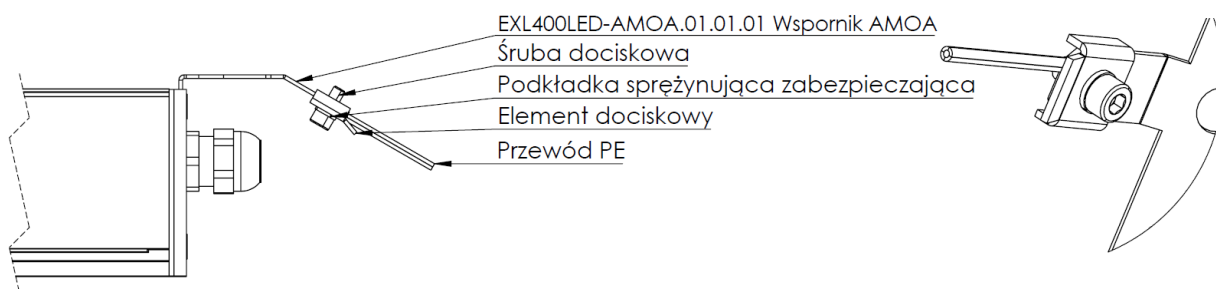 EXL400LED-AMOA.01.01.01 Wspornik AMOA
Śruba dociskowa
Podkładka sprężynująca zabezpieczająca
Element dociskowy
Przewód PE